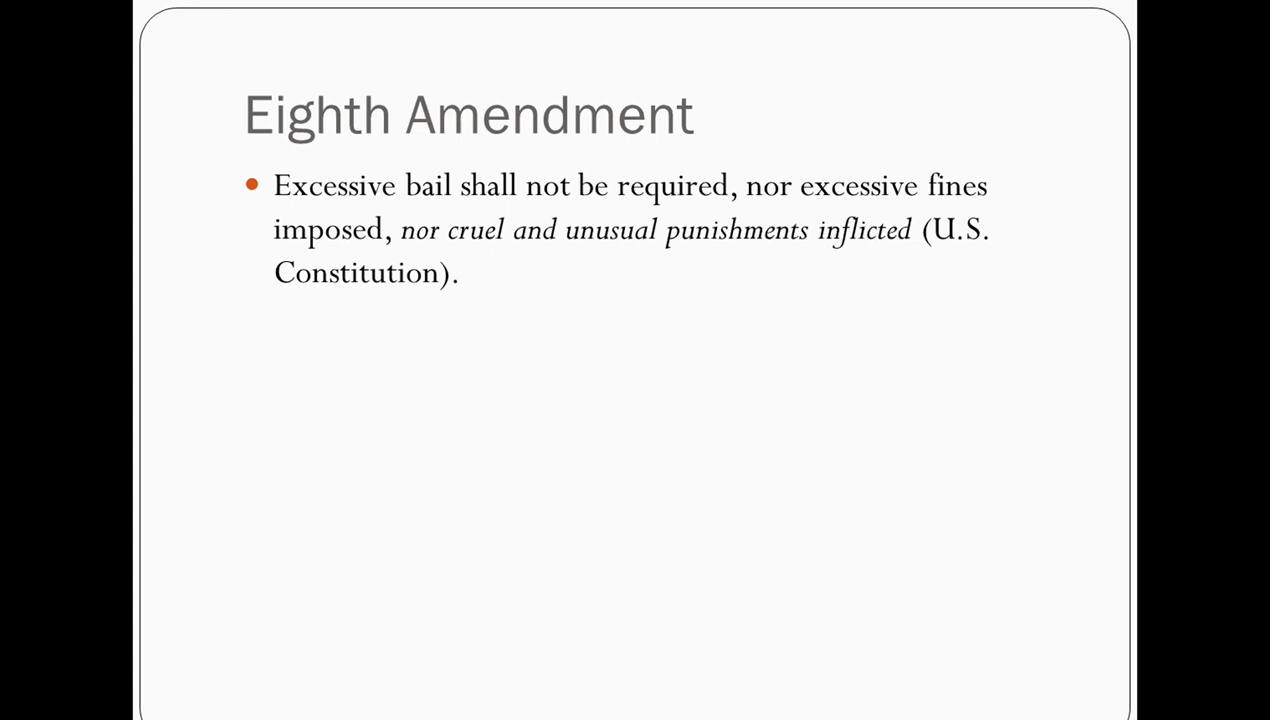 Eighth Amendment
• Excessive bail shall not be required, nor excessive fines
imposed, nor cruel and unusual punishments inflicted (U.S.
Constitution).